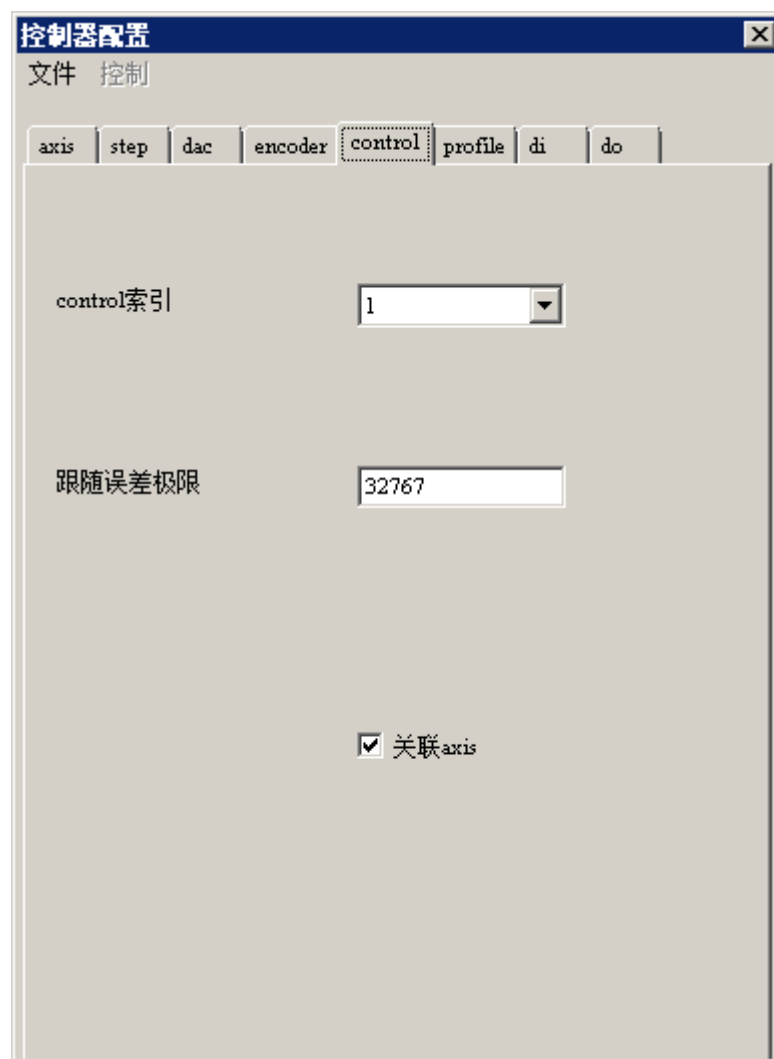 控制器配置
文件 控制
axis step dac encoder control profile di do
control索引 1
跟随误差极限 32767
关联axis